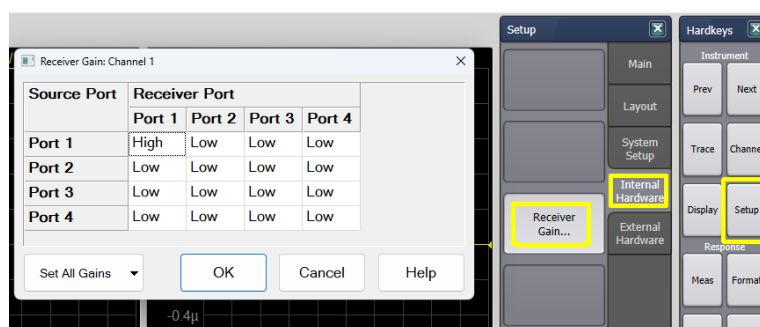 Receiver Gain: Channel 1
Source Port Receiver Port
Port 1 Port 2 Port 3 Port 4
Port 1 High Low Low Low
Port 2 Low Low Low Low
Port 3 Low Low Low Low
Port 4 Low Low Low Low
Set All Gains OK Cancel Help
-0.4µ
Setup
Main
Layout
System
Setup
Internal
Hardware
External
Hardware
Receiver
Gain...
Hardkeys
Instrument
Prev Next
Trace Channe
Display Setup
Response
Meas Format